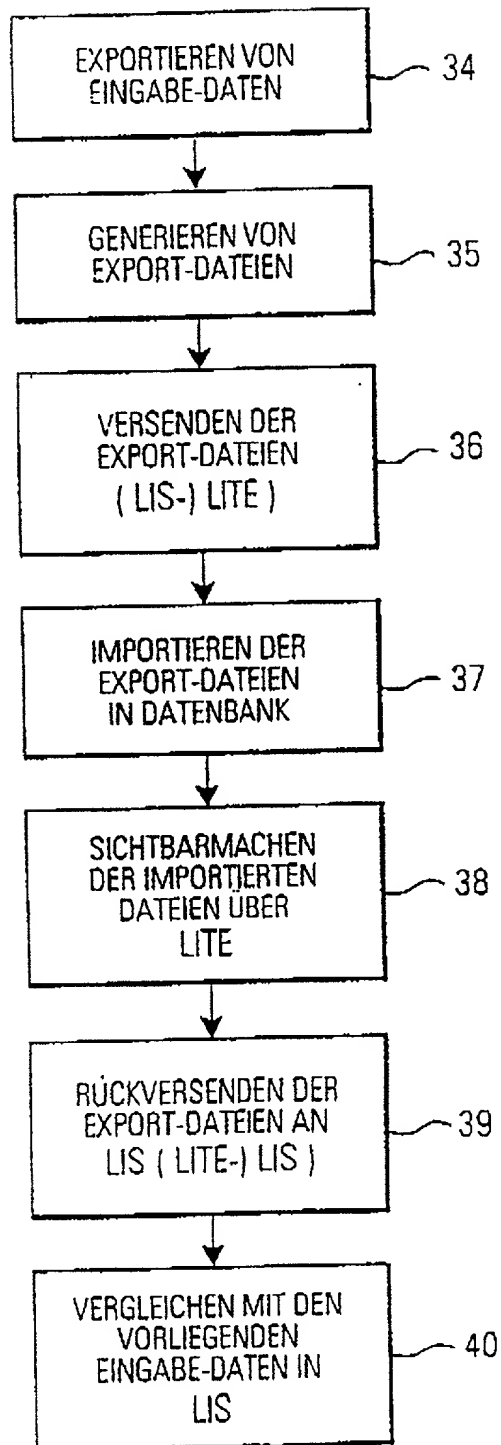 EXPORTIEREN VON
EINGABE-DATEN
34
GENERIEREN VON
EXPORT-DATEIEN
35
VERSENDEN DER
EXPORT-DATEIEN
( LIS-) LITE )
36
IMPORTIEREN DER
EXPORT-DATEIEN
IN DATENBANK
37
SICHTBARMACHEN
DER IMPORTIERTEN
DATEIEN ÜBER
LITE
38
RÜCKVERSENDEN DER
EXPORT-DATEIEN AN
LIS ( LITE-) LIS )
39
VERGLEICHEN MIT DEN
VORLIEGENDEN
EINGABE-DATEN IN
LIS
40